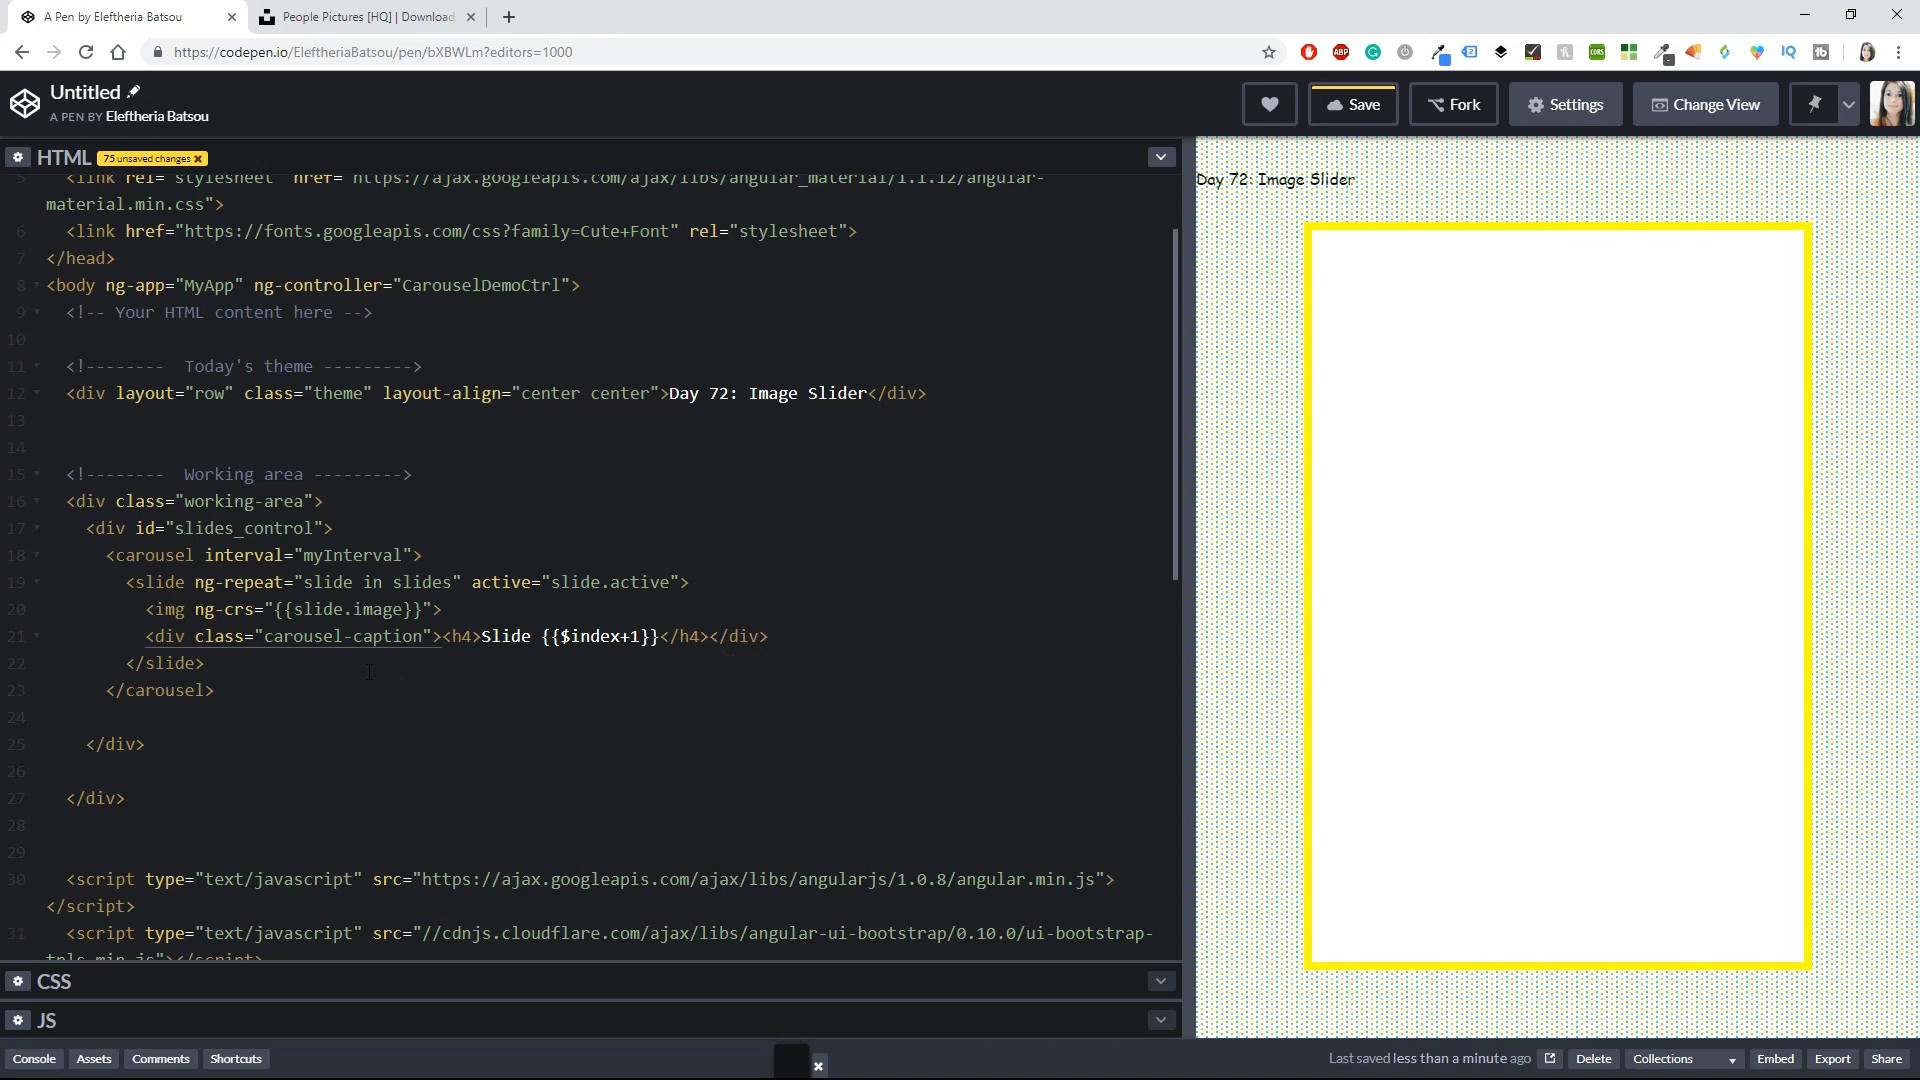 A Pen by Eleftheria Batsou
People Pictures [HQ] | Download
https://codepen.io/EleftheriaBatsou/pen/bXBWLm?editors=1000
Untitled
A PEN BY Eleftheria Batsou
Save
Fork
Settings
Change View
HTML 75 unsaved changes
5 <link rel="stylesheet" href="https://ajax.googleapis.com/ajax/libs/angular_material/1.1.12/angular-
material.min.css">
6 <link href="https://fonts.googleapis.com/css?family=Cute+Font" rel="stylesheet">
7 </head>
8 <body ng-app="MyApp" ng-controller="CarouselDemoCtrl">
9 <!-- Your HTML content here -->
10
11 <!-------- Today's theme --------->
12 <div layout="row" class="theme" layout-align="center center">Day 72: Image Slider</div>
13
14
15 <!-------- Working area --------->
16 <div class="working-area">
17 <div id="slides_control">
18 <carousel interval="myInterval">
19 <slide ng-repeat="slide in slides" active="slide.active">
20 <img ng-crs="{{slide.image}}">
21 <div class="carousel-caption"><h4>Slide {{$index+1}}</h4></div>
22 </slide>
23 </carousel>
24
25 </div>
26
27 </div>
28
29
30 <script type="text/javascript" src="https://ajax.googleapis.com/ajax/libs/angularjs/1.0.8/angular.min.js">
</script>
31 <script type="text/javascript" src="//cdnjs.cloudflare.com/ajax/libs/angular-ui-bootstrap/0.10.0/ui-bootstrap-
tpls.min.js"></script>
CSS
JS
Day 72: Image Slider
Console
Assets
Comments
Shortcuts
Last saved less than a minute ago
Delete
Collections
Embed
Export
Share